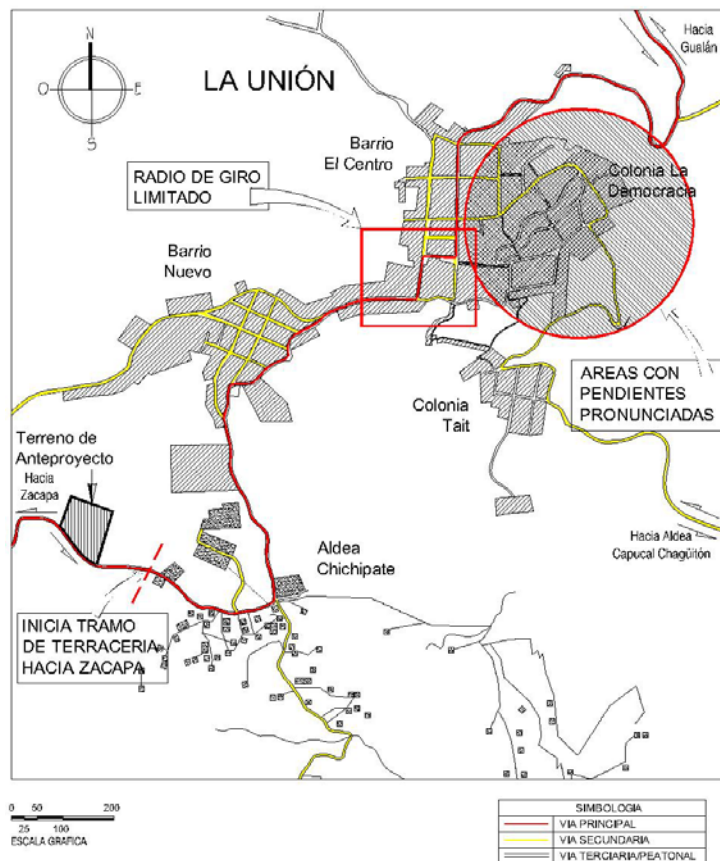 N
O
E
S
LA UNIÓN
Hacia
Gualán
Barrio
El Centro
Colonia La
Democracia
RADIO DE GIRO
LIMITADO
Barrio
Nuevo
AREAS CON
PENDIENTES
PRONUNCIADAS
Colonia
Tait
Terreno de
Anteproyecto
Hacia
Zacapa
Hacia Aldea
Capucal Chagüitón
Aldea
Chichipate
INICIA TRAMO
DE TERRACERIA
HACIA ZACAPA
0 50 200
25 100
ESCALA GRAFICA
SIMBOLOGIA
VIA PRINCIPAL
VIA SECUNDARIA
VIA TERCIARIA/PEATONAL